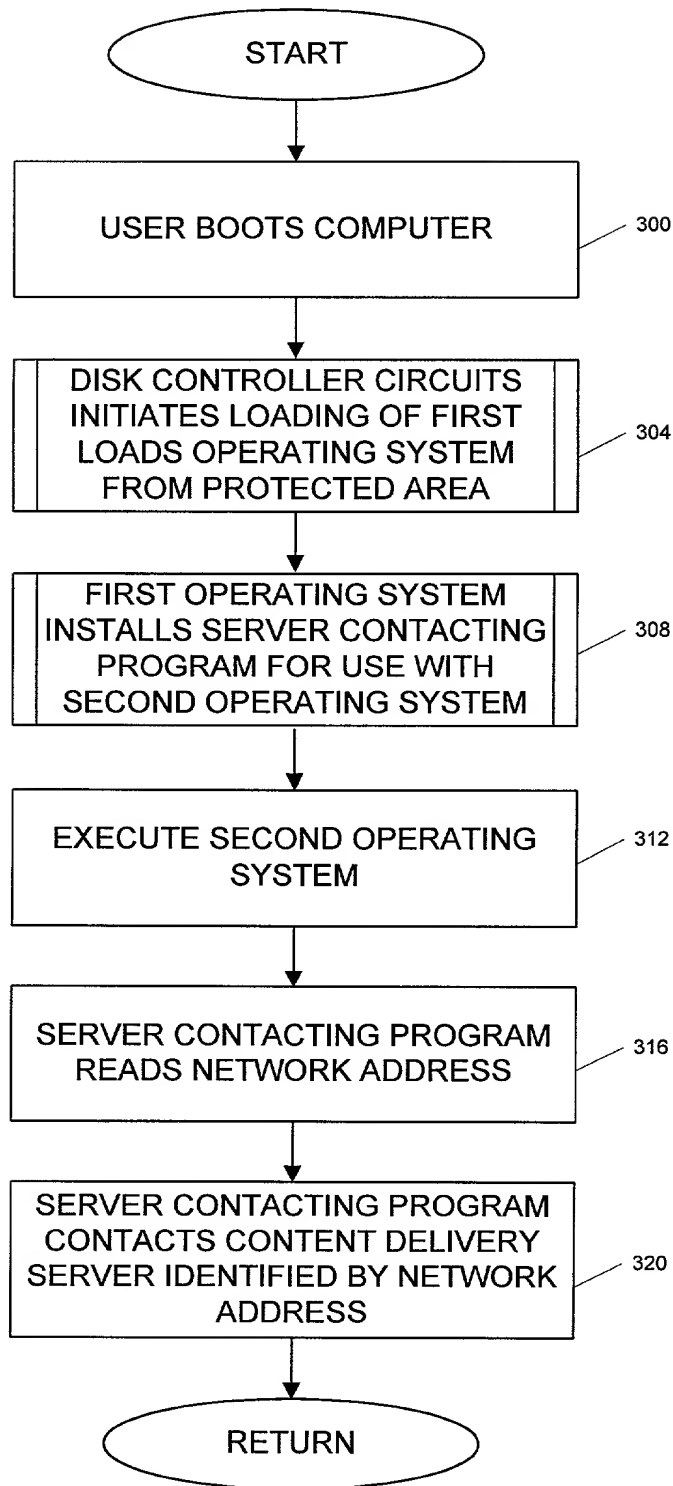 START
USER BOOTS COMPUTER
300
DISK CONTROLLER CIRCUITS
INITIATES LOADING OF FIRST
LOADS OPERATING SYSTEM
FROM PROTECTED AREA
304
FIRST OPERATING SYSTEM
INSTALLS SERVER CONTACTING
PROGRAM FOR USE WITH
SECOND OPERATING SYSTEM
308
EXECUTE SECOND OPERATING
SYSTEM
312
SERVER CONTACTING PROGRAM
READS NETWORK ADDRESS
316
SERVER CONTACTING PROGRAM
CONTACTS CONTENT DELIVERY
SERVER IDENTIFIED BY NETWORK
ADDRESS
320
RETURN